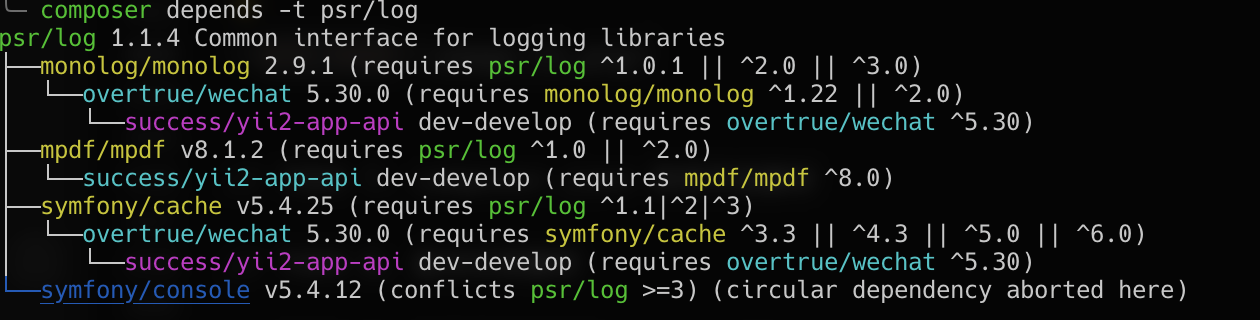 composer depends -t psr/log
psr/log 1.1.4 Common interface for logging libraries
├──monolog/monolog 2.9.1 (requires psr/log ^1.0.1 || ^2.0 || ^3.0)
│ └──overtrue/wechat 5.30.0 (requires monolog/monolog ^1.22 || ^2.0)
│   └──success/yii2-app-api dev-develop (requires overtrue/wechat ^5.30)
├──mpdf/mpdf v8.1.2 (requires psr/log ^1.0 || ^2.0)
│ └──success/yii2-app-api dev-develop (requires mpdf/mpdf ^8.0)
├──symfony/cache v5.4.25 (requires psr/log ^1.1|^2|^3)
│ └──overtrue/wechat 5.30.0 (requires symfony/cache ^3.3 || ^4.3 || ^5.0 || ^6.0)
│   └──success/yii2-app-api dev-develop (requires overtrue/wechat ^5.30)
└──symfony/console v5.4.12 (conflicts psr/log >=3) (circular dependency aborted here)